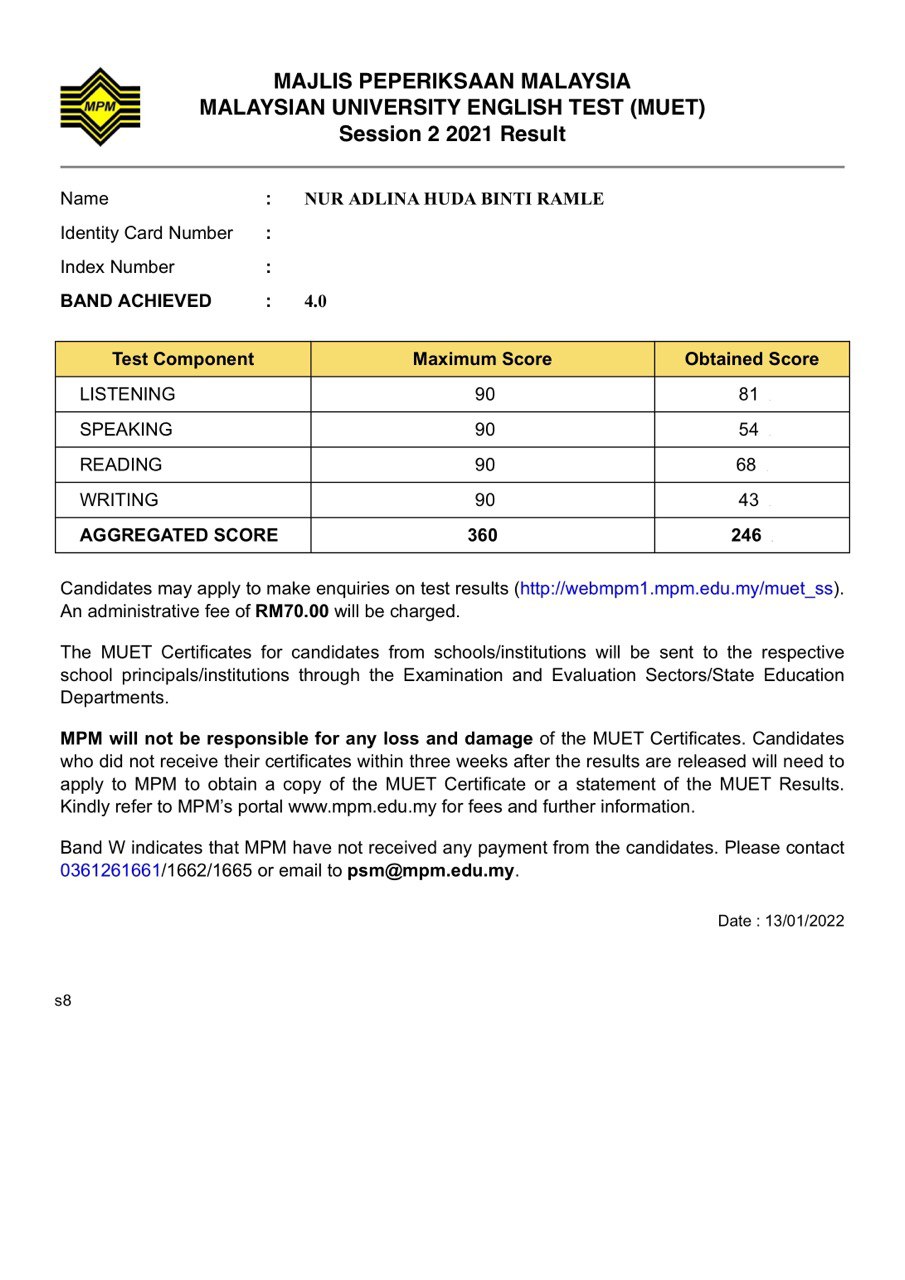 MPM
MAJLIS PEPERIKSAAN MALAYSIA
MALAYSIAN UNIVERSITY ENGLISH TEST (MUET)
Session 2 2021 Result
Name : NUR ADLINA HUDA BINTI RAMLE
Identity Card Number :
Index Number :
BAND ACHIEVED : 4.0
Test Component Maximum Score Obtained Score
LISTENING 90 81
SPEAKING 90 54
READING 90 68
WRITING 90 43
AGGREGATED SCORE 360 246
Candidates may apply to make enquiries on test results (http://webmpm1.mpm.edu.my/muet_ss).
An administrative fee of RM70.00 will be charged.
The MUET Certificates for candidates from schools/institutions will be sent to the respective
school principals/institutions through the Examination and Evaluation Sectors/State Education
Departments.
MPM will not be responsible for any loss and damage of the MUET Certificates. Candidates
who did not receive their certificates within three weeks after the results are released will need to
apply to MPM to obtain a copy of the MUET Certificate or a statement of the MUET Results.
Kindly refer to MPM's portal www.mpm.edu.my for fees and further information.
Band W indicates that MPM have not received any payment from the candidates. Please contact
0361261661/1662/1665 or email to psm@mpm.edu.my.
Date : 13/01/2022
s8